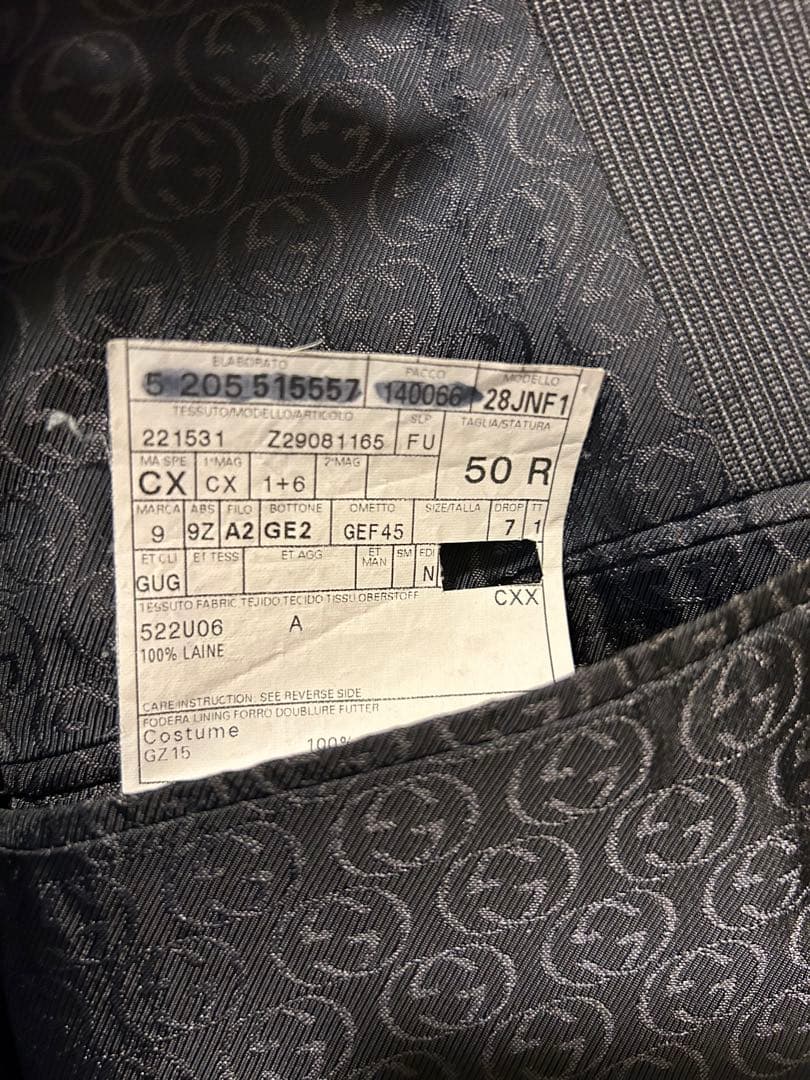 ELABORATO PACCO MODELLO
5 205 515557 140066 28JNF1
TESSUTO/MODELLO/ARTICOLO SLP TAGLIA/STATURA
221531 Z29081165 FU 50 R
MA SPE 1°MAG 2°MAG
CX CX 1+6
MARCA ABS FILO BOTTONE OMETTO SIZE/TALLA DROP TT
9 9Z A2 GE2 GEF45 7 1
ET CLI ET TESS ET AGG ET MAN SM EDI
GUG N
TESSUTO FABRIC TEJIDO TECIDO TISSU OBERSTOFF CXX
522U06 A
100% LAINE
CARE INSTRUCTION: SEE REVERSE SIDE
FODERA LINING FORRO DOUBLURE FUTTER
Costume 100%
GZ15